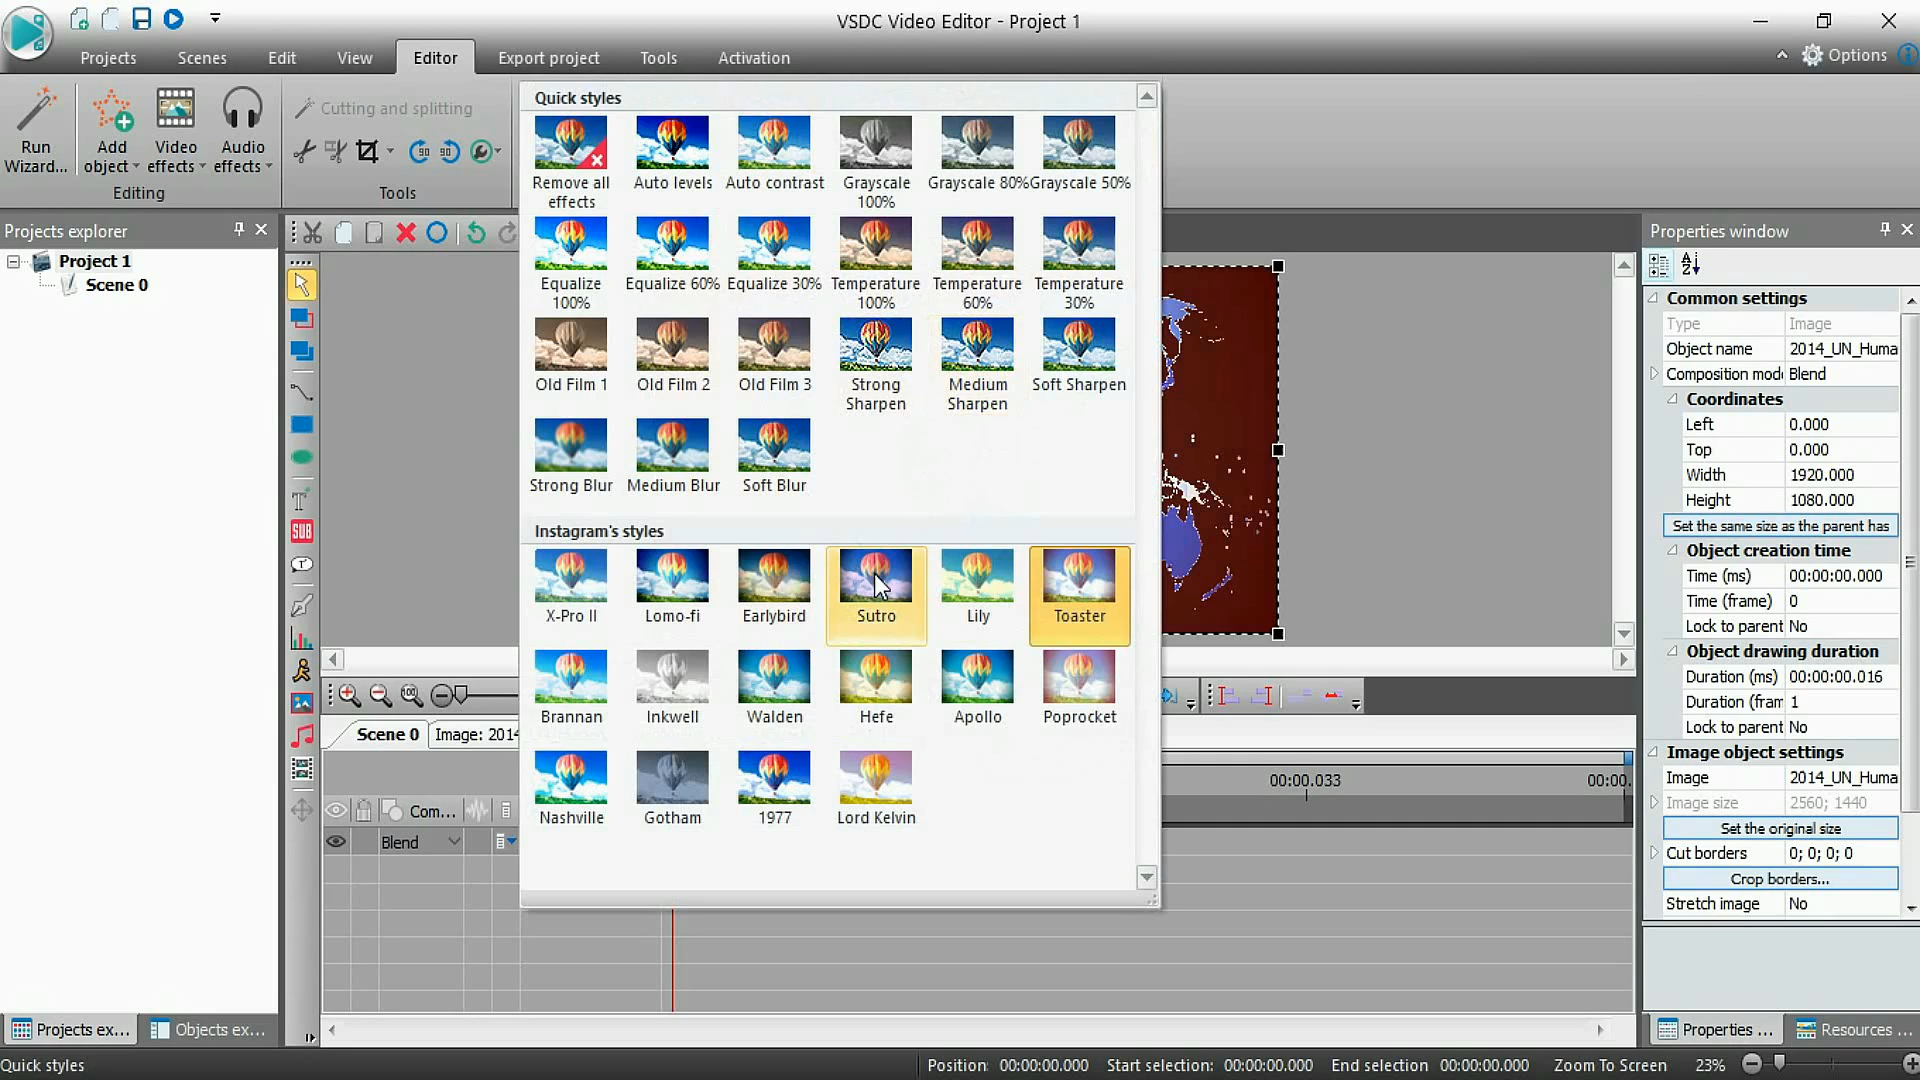 VSDC Video Editor - Project 1
Projects
Scenes
Edit
View
Editor
Export project
Tools
Activation
Options
Run
Wizard...
Add
object
Video
effects
Audio
effects
Editing
Cutting and splitting
Tools
Quick styles
Remove all
effects
Auto levels
Auto contrast
Grayscale
100%
Grayscale 80%
Grayscale 50%
Equalize
100%
Equalize 60%
Equalize 30%
Temperature
100%
Temperature
60%
Temperature
30%
Old Film 1
Old Film 2
Old Film 3
Strong
Sharpen
Medium
Sharpen
Soft Sharpen
Strong Blur
Medium Blur
Soft Blur
Instagram's styles
X-Pro II
Lomo-fi
Earlybird
Sutro
Lily
Toaster
Brannan
Inkwell
Walden
Hefe
Apollo
Poprocket
Nashville
Gotham
1977
Lord Kelvin
Projects explorer
Project 1
Scene 0
SUB
Scene 0
Image: 2014
00:00.033
00:00.
Com...
Blend
Properties window
Common settings
Type Image
Object name 2014_UN_Huma
Composition mod Blend
Coordinates
Left 0.000
Top 0.000
Width 1920.000
Height 1080.000
Set the same size as the parent has
Object creation time
Time (ms) 00:00:00.000
Time (frame) 0
Lock to parent No
Object drawing duration
Duration (ms) 00:00:00.016
Duration (fram 1
Lock to parent No
Image object settings
Image 2014_UN_Huma
Image size 2560; 1440
Set the original size
Cut borders 0; 0; 0; 0
Crop borders...
Stretch image No
Projects ex...
Objects ex...
Properties ...
Resources ...
Quick styles
Position: 00:00:00.000
Start selection: 00:00:00.000
End selection 00:00:00.000
Zoom To Screen 23%